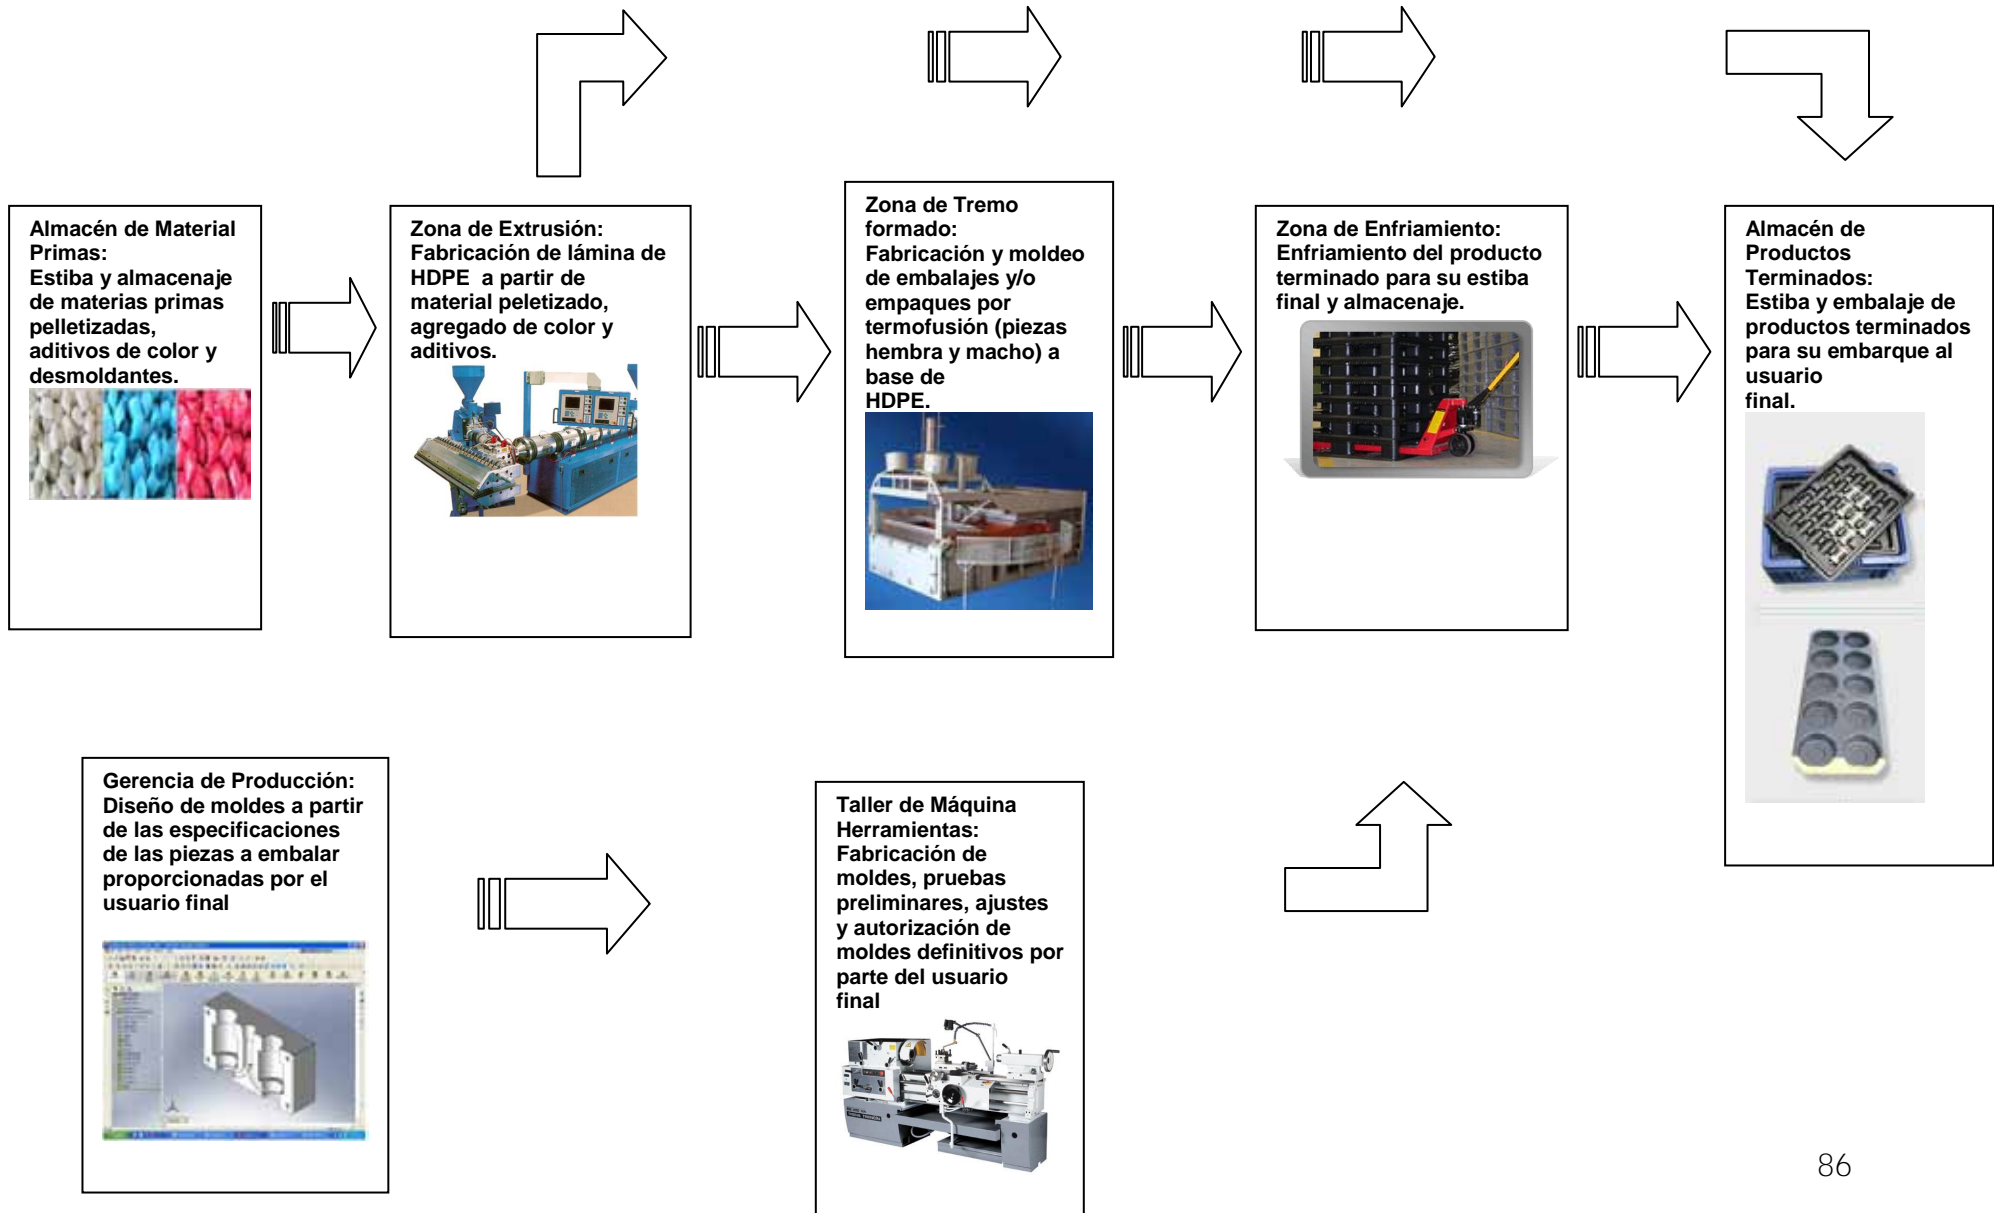 Almacén de Material
Primas:
Estiba y almacenaje
de materias primas
pelletizadas,
aditivos de color y
desmoldantes.
Zona de Extrusión:
Fabricación de lámina de
HDPE a partir de
material peletizado,
agregado de color y
aditivos.
Zona de Tremo
formado:
Fabricación y moldeo
de embalajes y/o
empaques por
termofusión (piezas
hembra y macho) a
base de
HDPE.
Zona de Enfriamiento:
Enfriamiento del producto
terminado para su estiba
final y almacenaje.
Almacén de
Productos
Terminados:
Estiba y embalaje de
productos terminados
para su embarque al
usuario
final.
Gerencia de Producción:
Diseño de moldes a partir
de las especificaciones
de las piezas a embalar
proporcionadas por el
usuario final
Taller de Máquina
Herramientas:
Fabricación de
moldes, pruebas
preliminares, ajustes
y autorización de
moldes definitivos por
parte del usuario
final
86